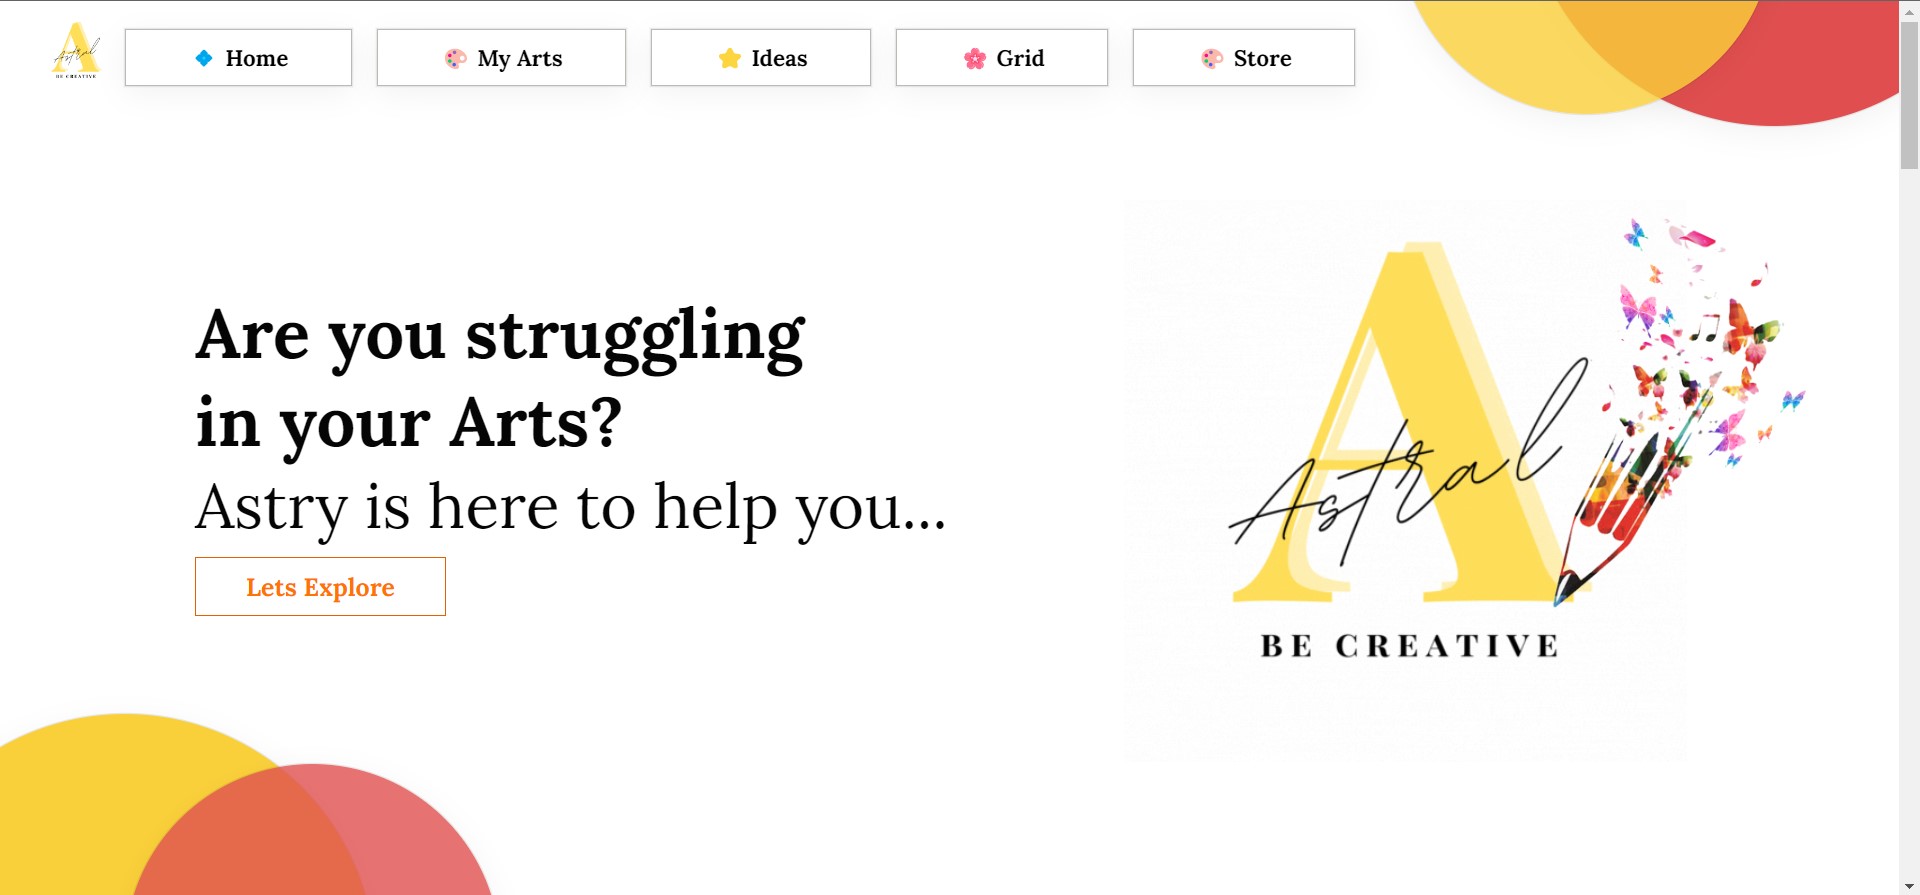 Astral
BE CREATIVE
Home
My Arts
Ideas
Grid
Store
Are you struggling
in your Arts?
Astry is here to help you...
Lets Explore
A
Astral
BE CREATIVE